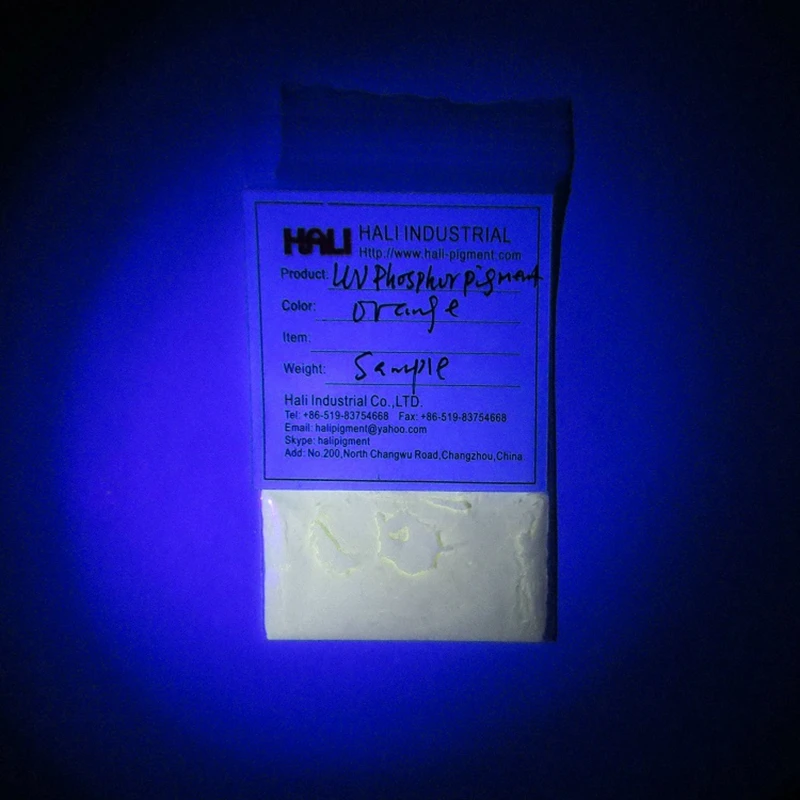 HALI HALI INDUSTRIAL
Http://www.hali-pigment.com
Product: UV Phosphor pigment
Color: orange
Item:
Weight: Sample
Hali Industrial Co.,LTD.
Tel: +86-519-83754668 Fax: +86-519-83754668
Email: halipigment@yahoo.com
Skype: halipigment
Add: No.200,North Changwu Road,Changzhou,China